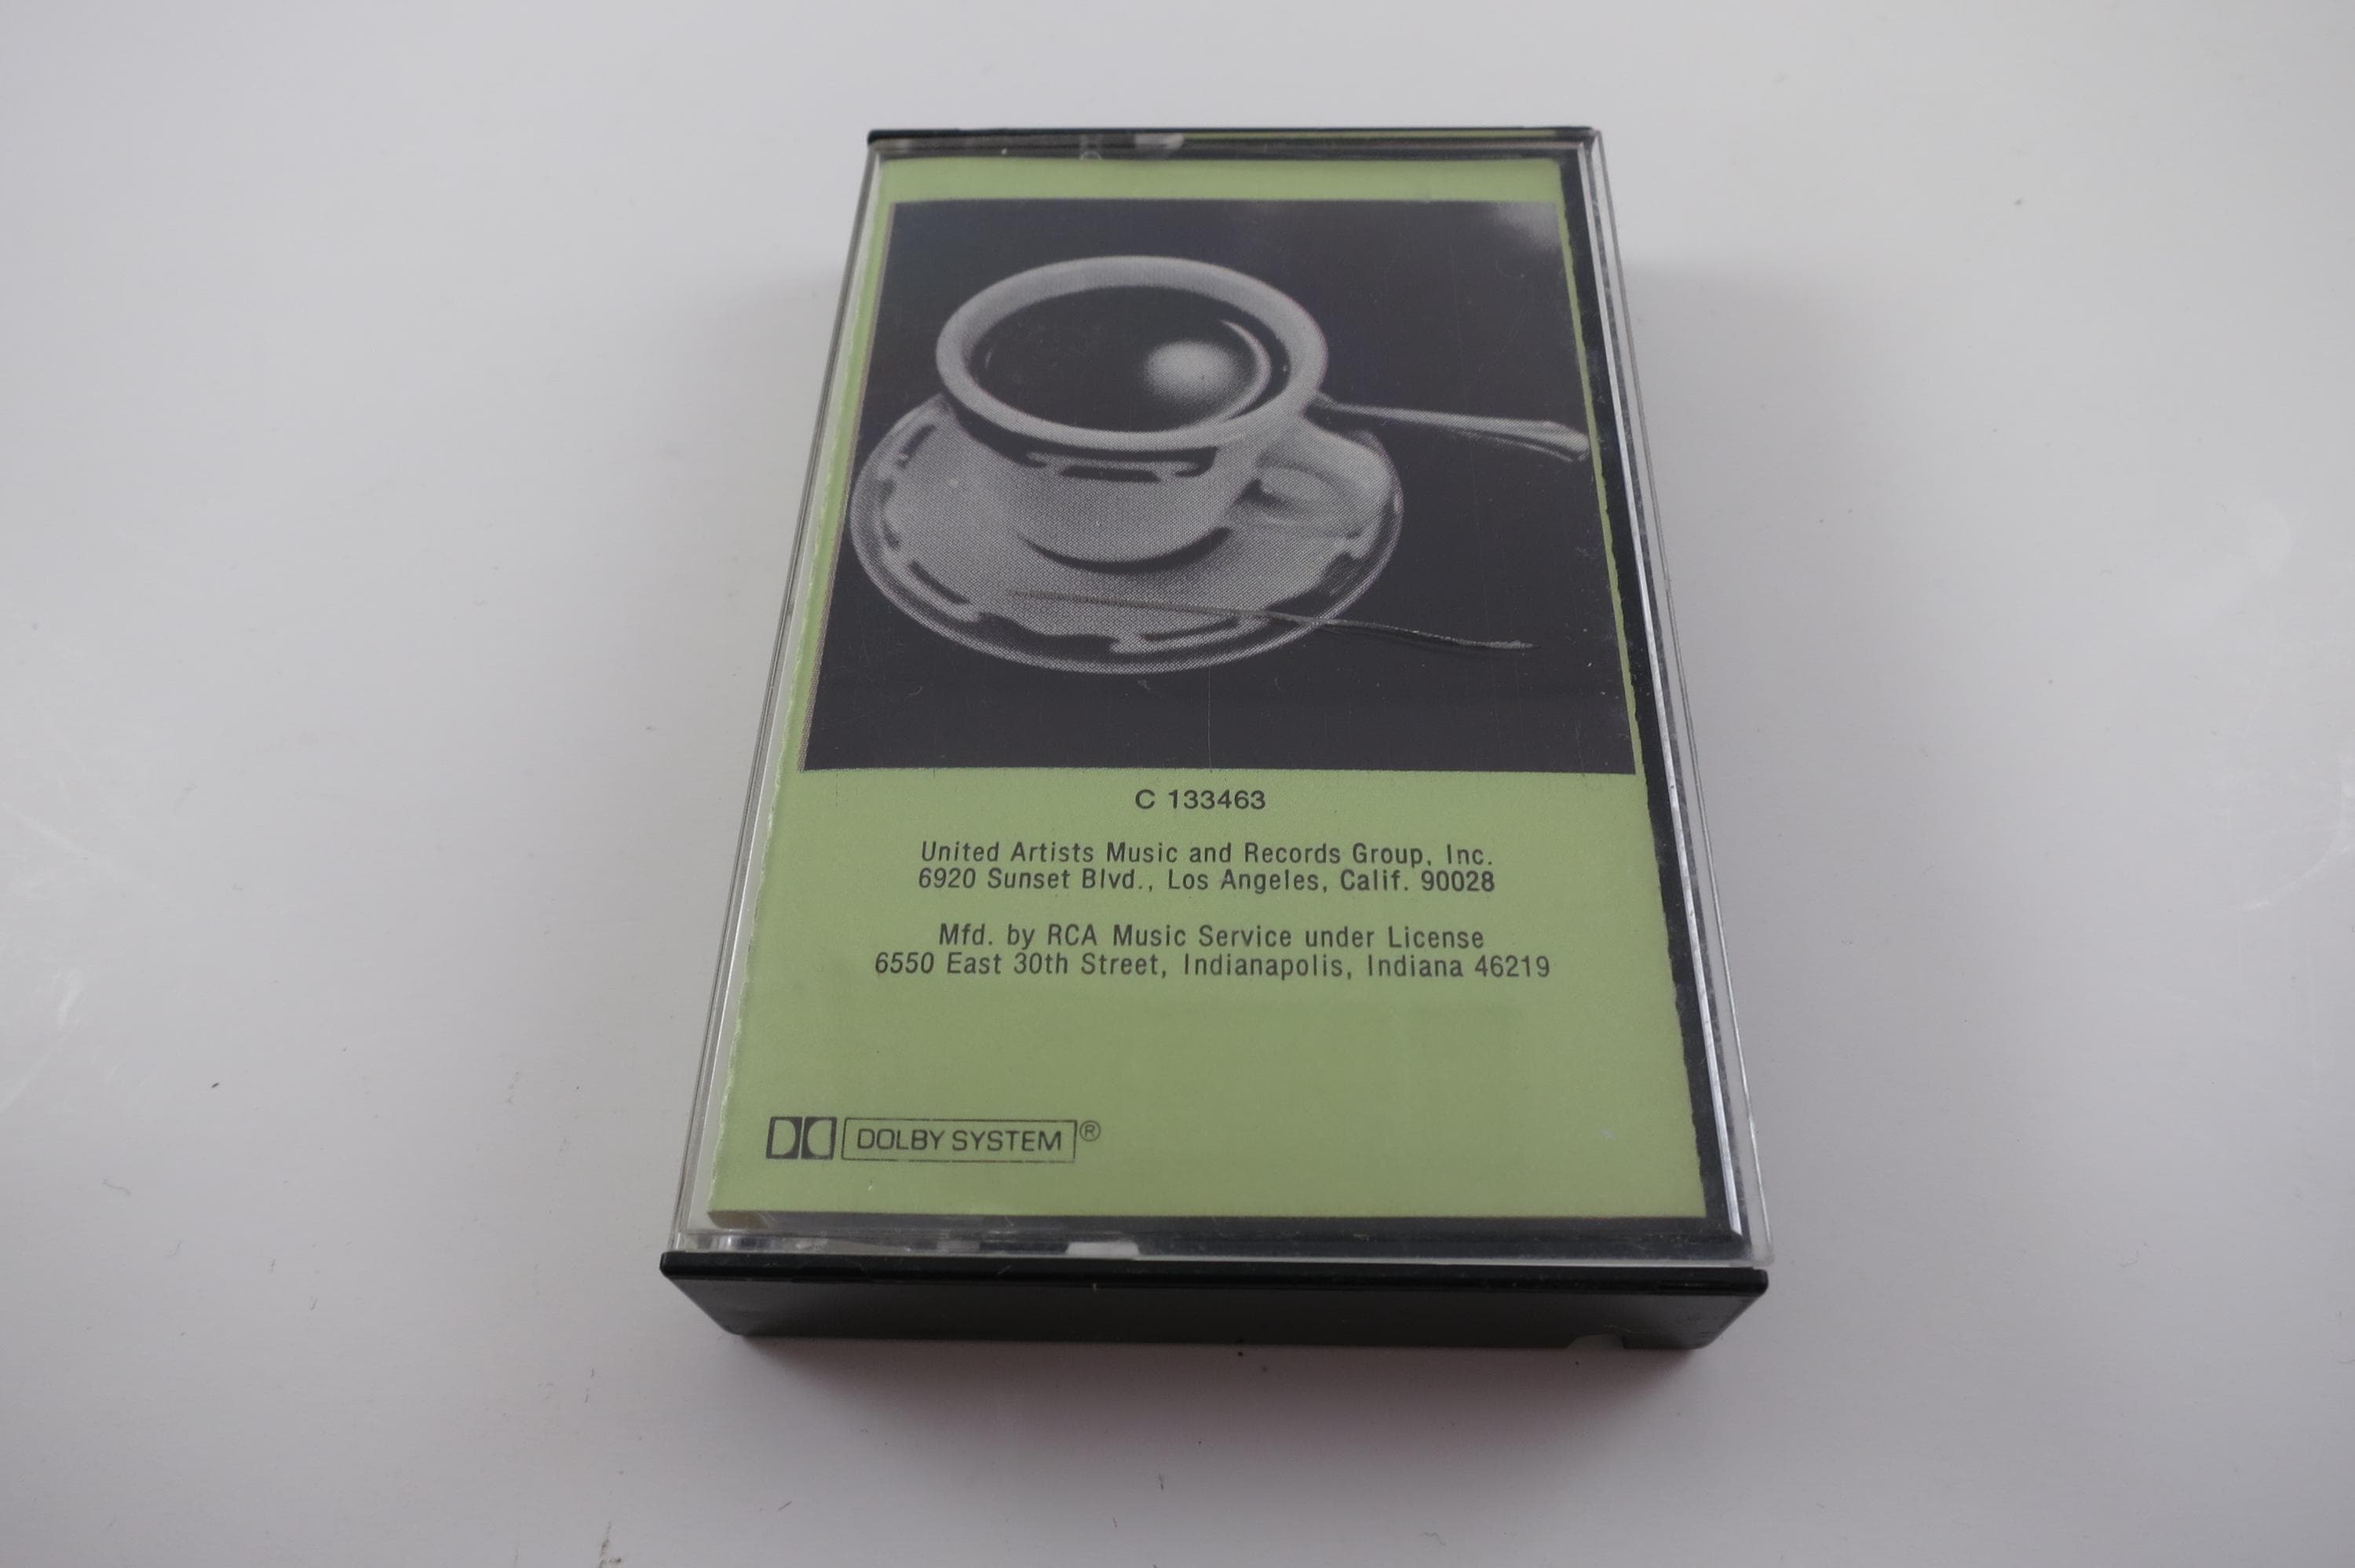 C 133463
United Artists Music and Records Group, Inc.
6920 Sunset Blvd., Los Angeles, Calif. 90028
Mfd. by RCA Music Service under License
6550 East 30th Street, Indianapolis, Indiana 46219
DOLBY SYSTEM®